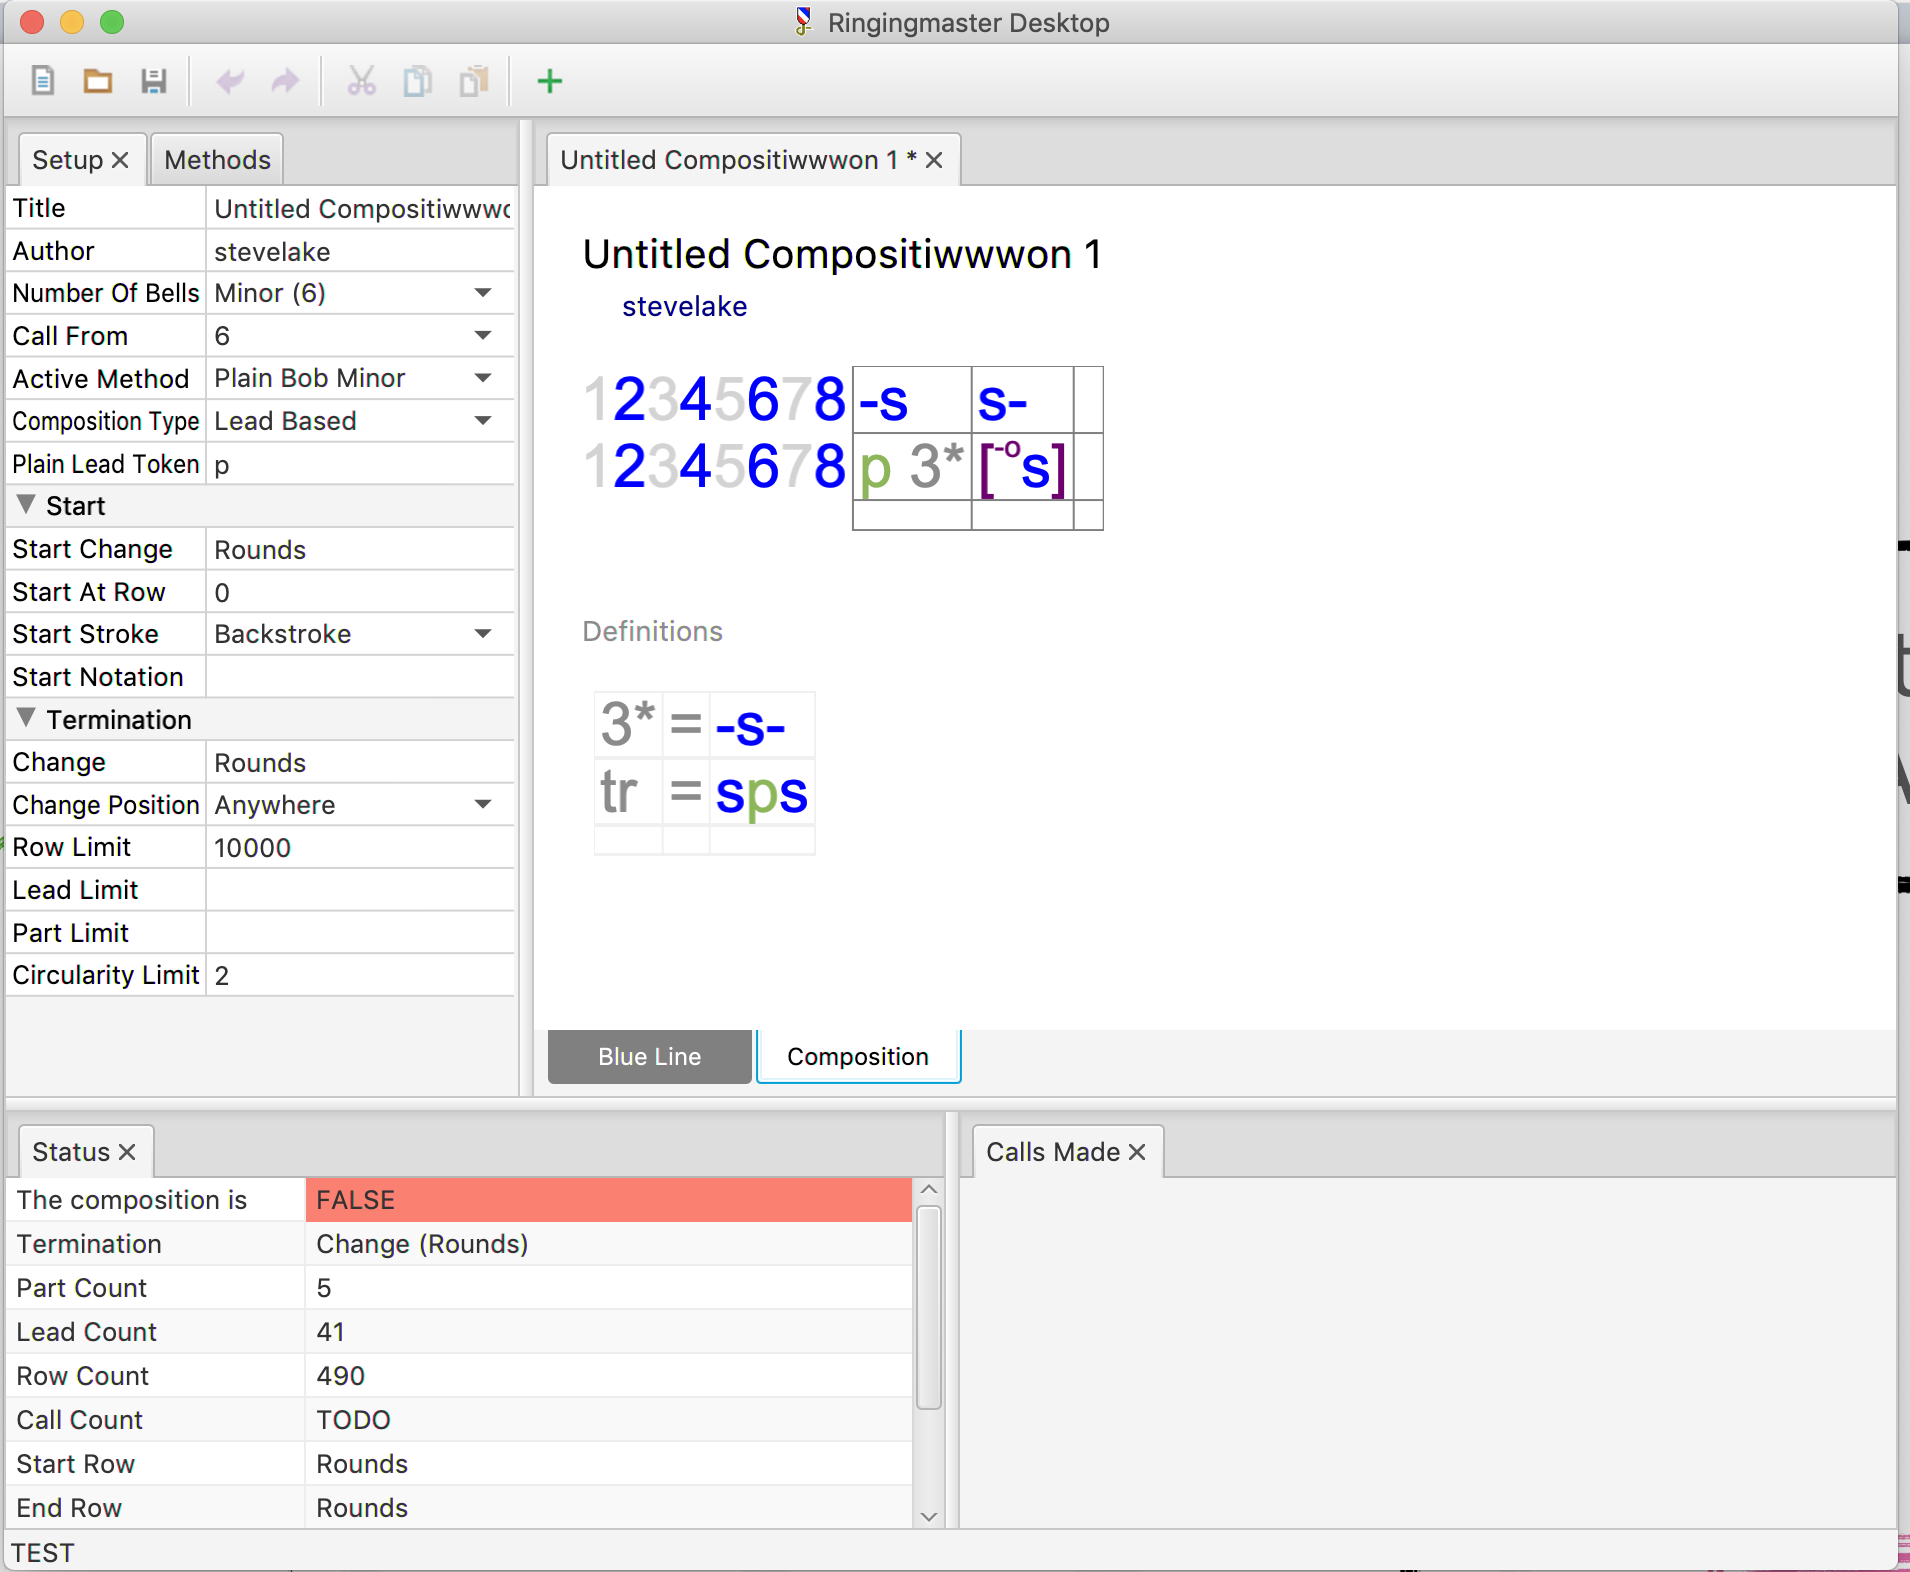 Ringingmaster Desktop
Setup
Methods
Title Untitled Compositiwwwo
Author stevelake
Number Of Bells Minor (6)
Call From 6
Active Method Plain Bob Minor
Composition Type Lead Based
Plain Lead Token p
Start
Start Change Rounds
Start At Row 0
Start Stroke Backstroke
Start Notation
Termination
Change Rounds
Change Position Anywhere
Row Limit 10000
Lead Limit
Part Limit
Circularity Limit 2
Untitled Compositiwwwon 1 *
Untitled Compositiwwwon 1
stevelake
12345678 -s s-
12345678 p 3* [-os]
Definitions
3* = -s-
tr = sps
Blue Line
Composition
Status
The composition is FALSE
Termination Change (Rounds)
Part Count 5
Lead Count 41
Row Count 490
Call Count TODO
Start Row Rounds
End Row Rounds
Calls Made
TEST